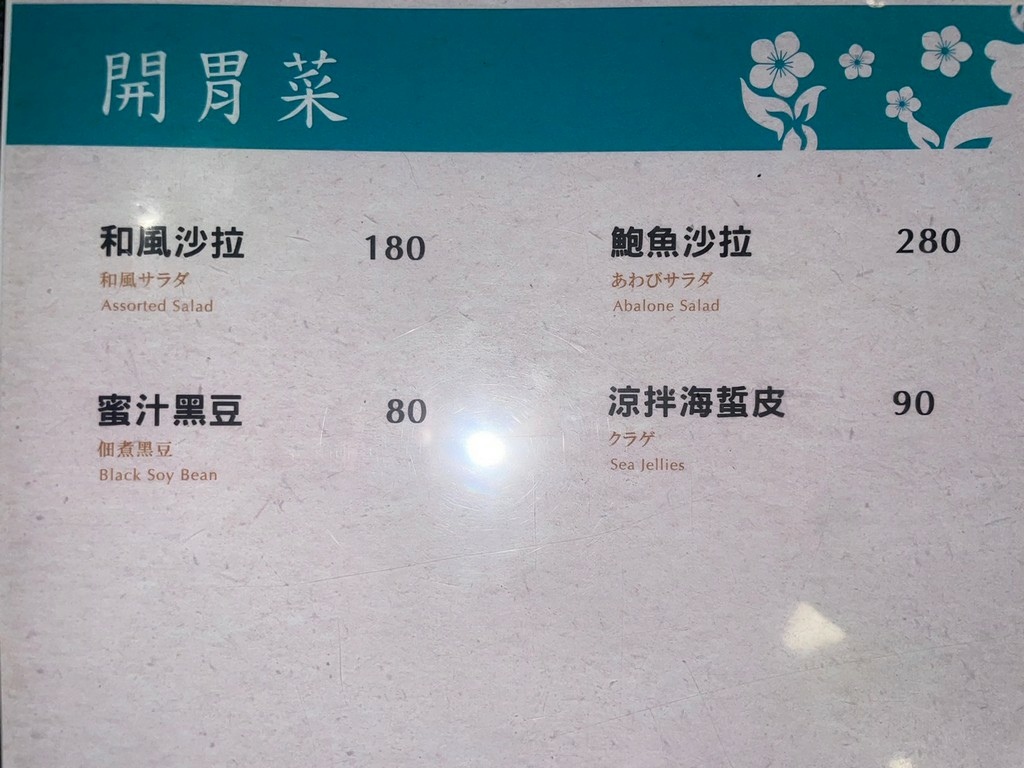 開胃菜
和風沙拉 180
和風サラダ
Assorted Salad
鮑魚沙拉 280
あわびサラダ
Abalone Salad
蜜汁黑豆 80
佃煮黒豆
Black Soy Bean
涼拌海蜇皮 90
クラゲ
Sea Jellies